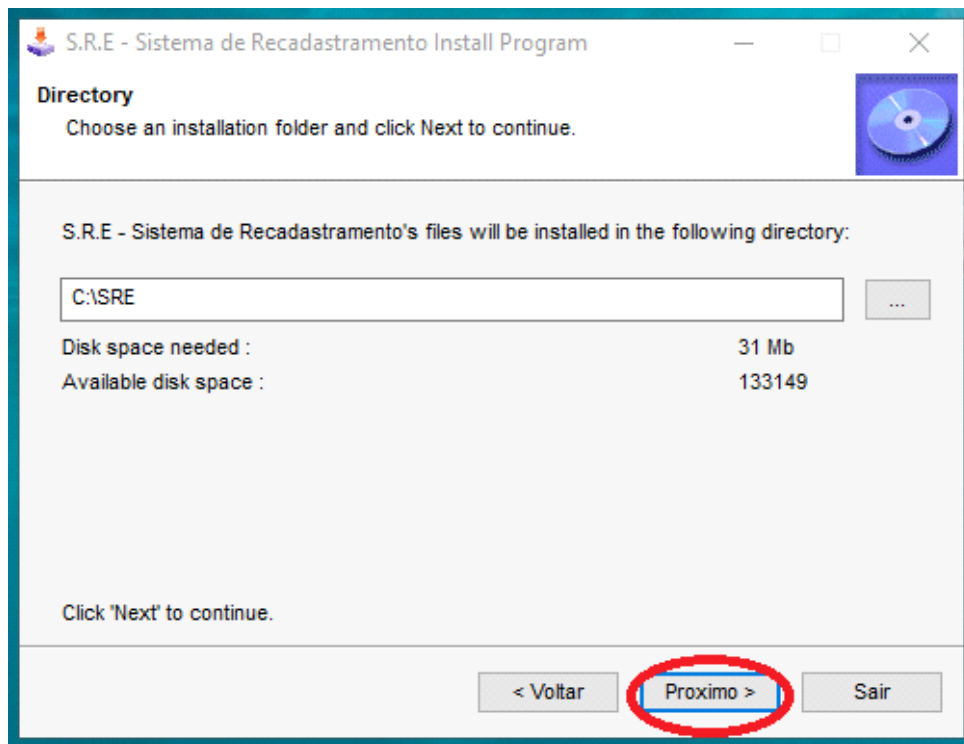 S.R.E - Sistema de Recadastramento Install Program
Directory
Choose an installation folder and click Next to continue.
S.R.E - Sistema de Recadastramento's files will be installed in the following directory:
C:\SRE
...
Disk space needed : 31 Mb
Available disk space : 133149
Click 'Next' to continue.
< Voltar Proximo > Sair